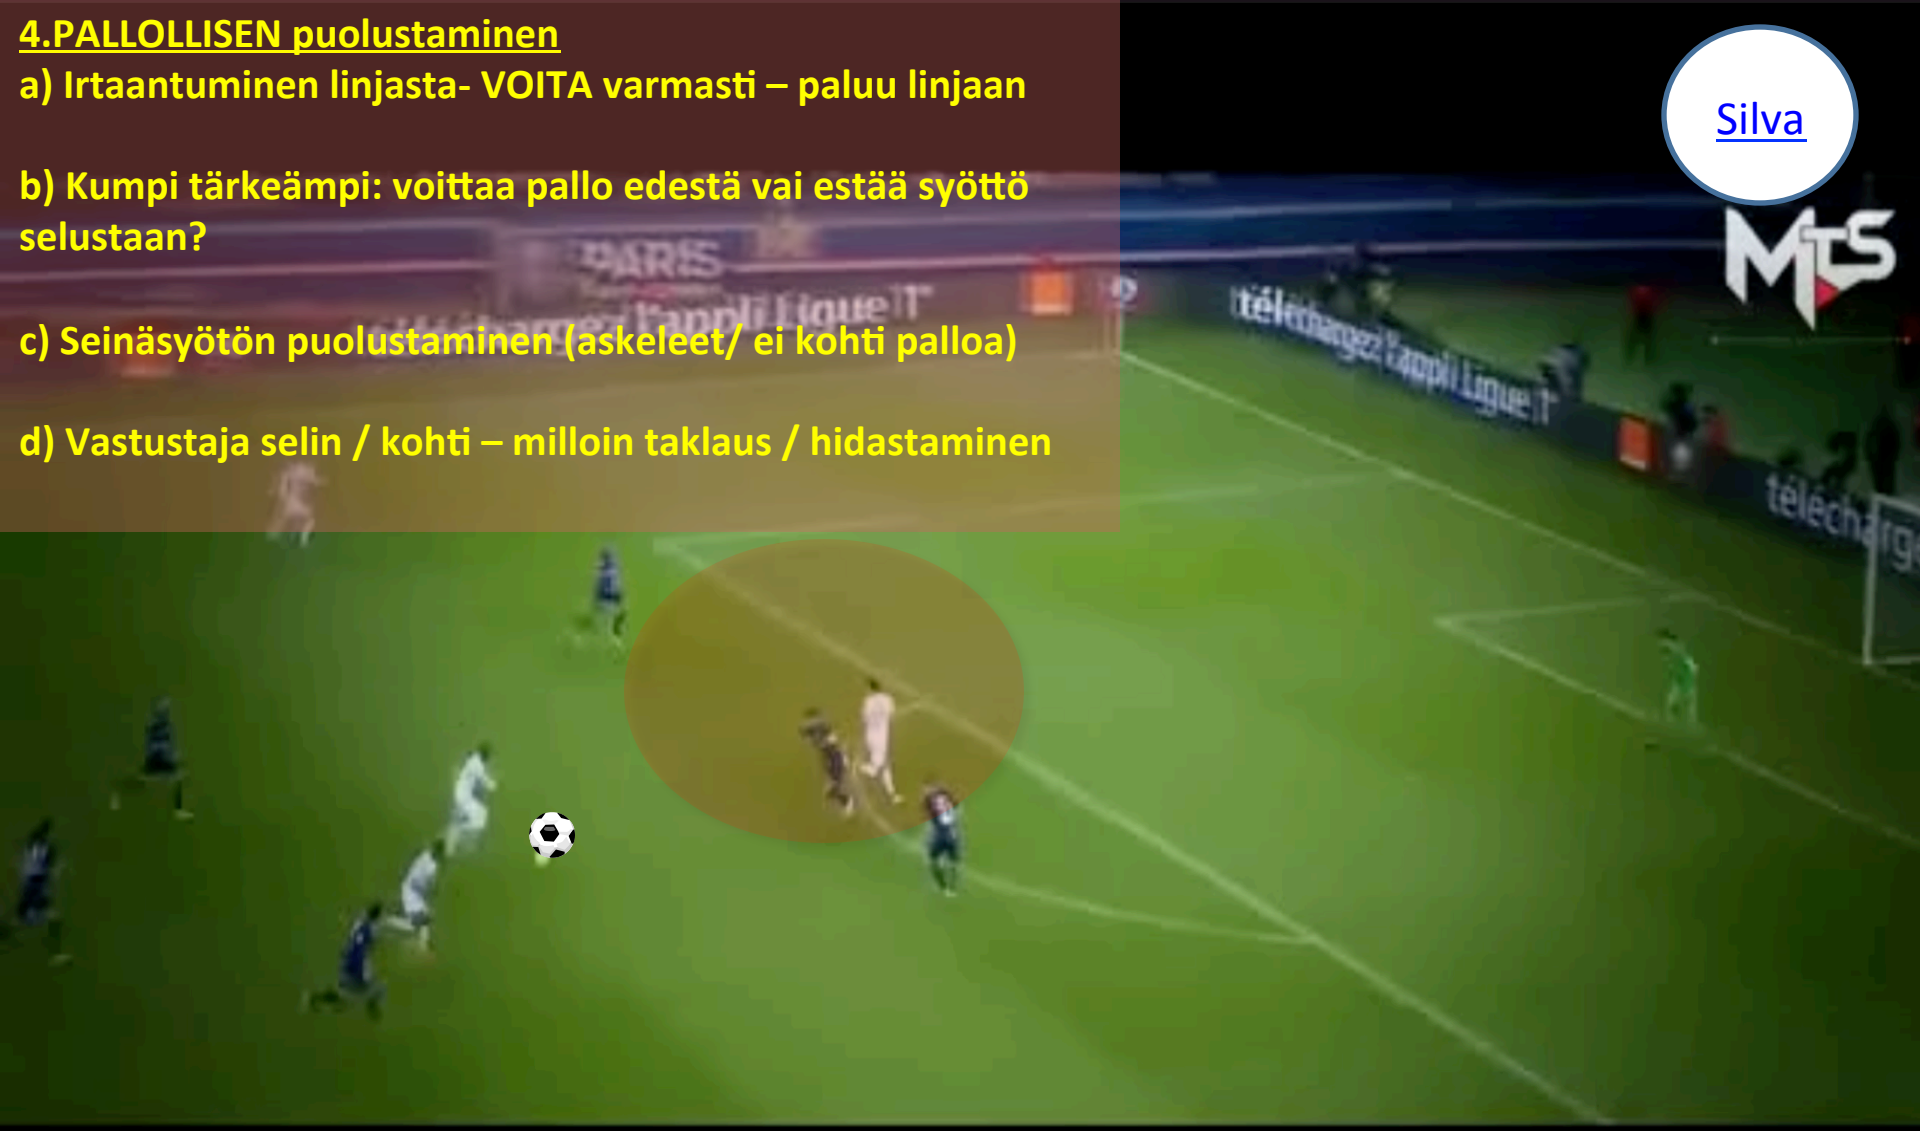 4.PALLOLLISEN puolustaminen
a) Irtaantuminen linjasta- VOITA varmasti – paluu linjaan
b) Kumpi tärkeämpi: voittaa pallo edestä vai estää syöttö
selustaan?
c) Seinäsyötön puolustaminen (askeleet/ ei kohti palloa)
d) Vastustaja selin / kohti – milloin taklaus / hidastaminen
Silva
MTS
PARIS
téléchargez l'appli Ligue 1
téléchargez l'appli Ligue 1